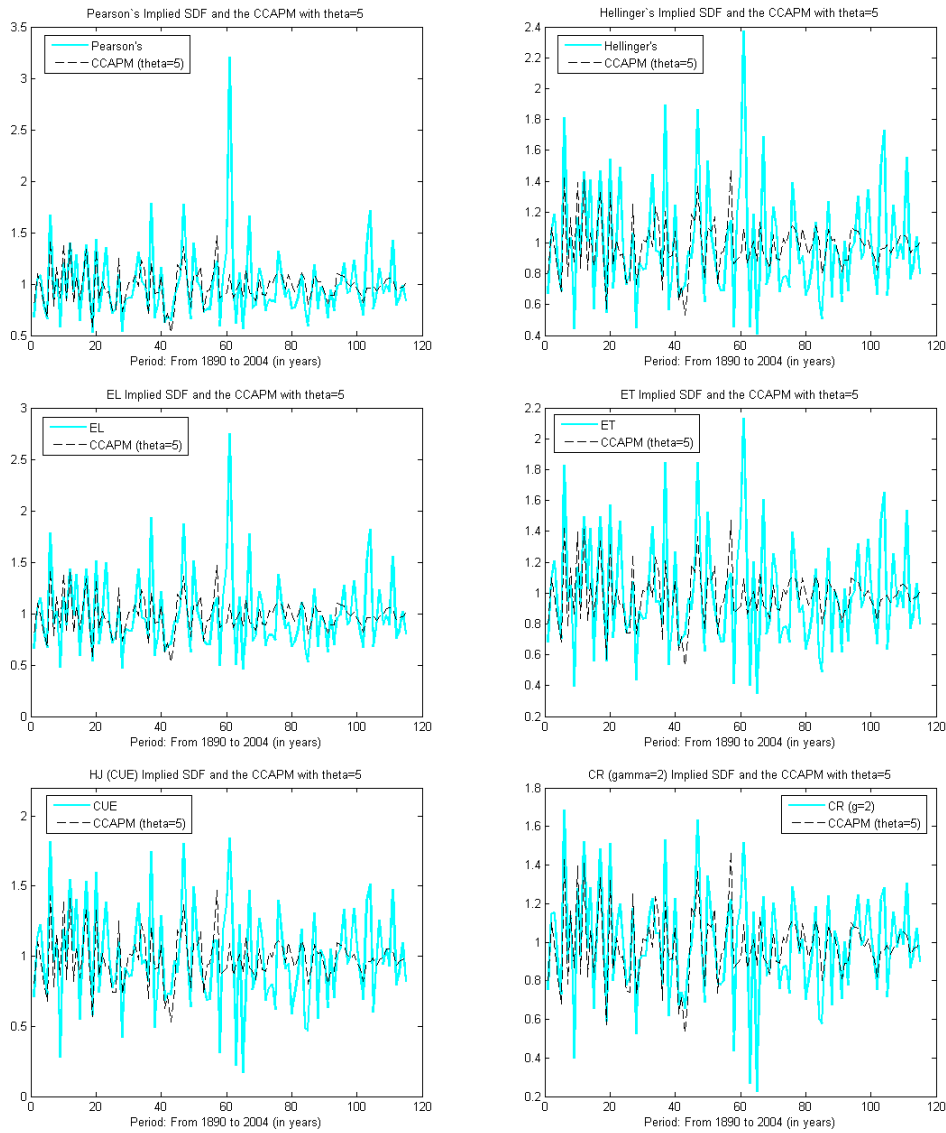 Pearson`s Implied SDF and the CCAPM with theta=5
3.5
3
2.5
2
1.5
1
0.5
Pearson's
CCAPM (theta=5)
0 20 40 60 80 100 120
Period: From 1890 to 2004 (in years)
Hellinger`s Implied SDF and the CCAPM with theta=5
2.4
2.2
2
1.8
1.6
1.4
1.2
1
0.8
0.6
0.4
Hellinger's
CCAPM (theta=5)
0 20 40 60 80 100 120
Period: From 1890 to 2004 (in years)
EL Implied SDF and the CCAPM with theta=5
3
2.5
2
1.5
1
0.5
0
EL
CCAPM (theta=5)
0 20 40 60 80 100 120
Period: From 1890 to 2004 (in years)
ET Implied SDF and the CCAPM with theta=5
2.2
2
1.8
1.6
1.4
1.2
1
0.8
0.6
0.4
0.2
ET
CCAPM (theta=5)
0 20 40 60 80 100 120
Period: From 1890 to 2004 (in years)
HJ (CUE) Implied SDF and the CCAPM with theta=5
2
1.5
1
0.5
0
CUE
CCAPM (theta=5)
0 20 40 60 80 100 120
Period: From 1890 to 2004 (in years)
CR (gamma=2) Implied SDF and the CCAPM with theta=5
1.8
1.6
1.4
1.2
1
0.8
0.6
0.4
0.2
CR (g=2)
CCAPM (theta=5)
0 20 40 60 80 100 120
Period: From 1890 to 2004 (in years)